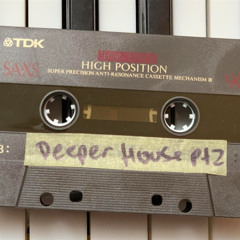 TDK
HIGH POSITION
SUPER PRECISION ANTI-RESONANCE CASSETTE MECHANISM II
B:
Deeper House pt2